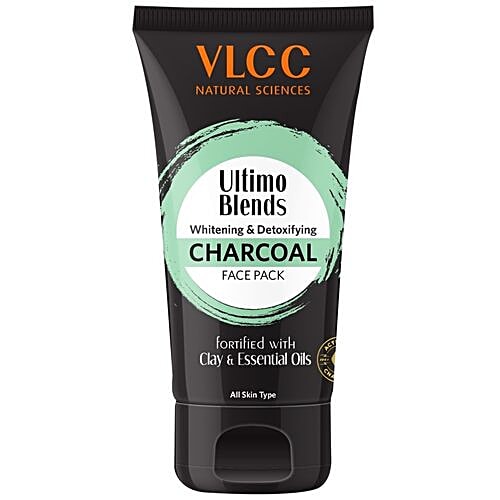 VLCC
NATURAL SCIENCES
Ultimo
Blends
Whitening & Detoxifying
CHARCOAL
FACE PACK
fortified with
Clay & Essential Oils
All Skin Type